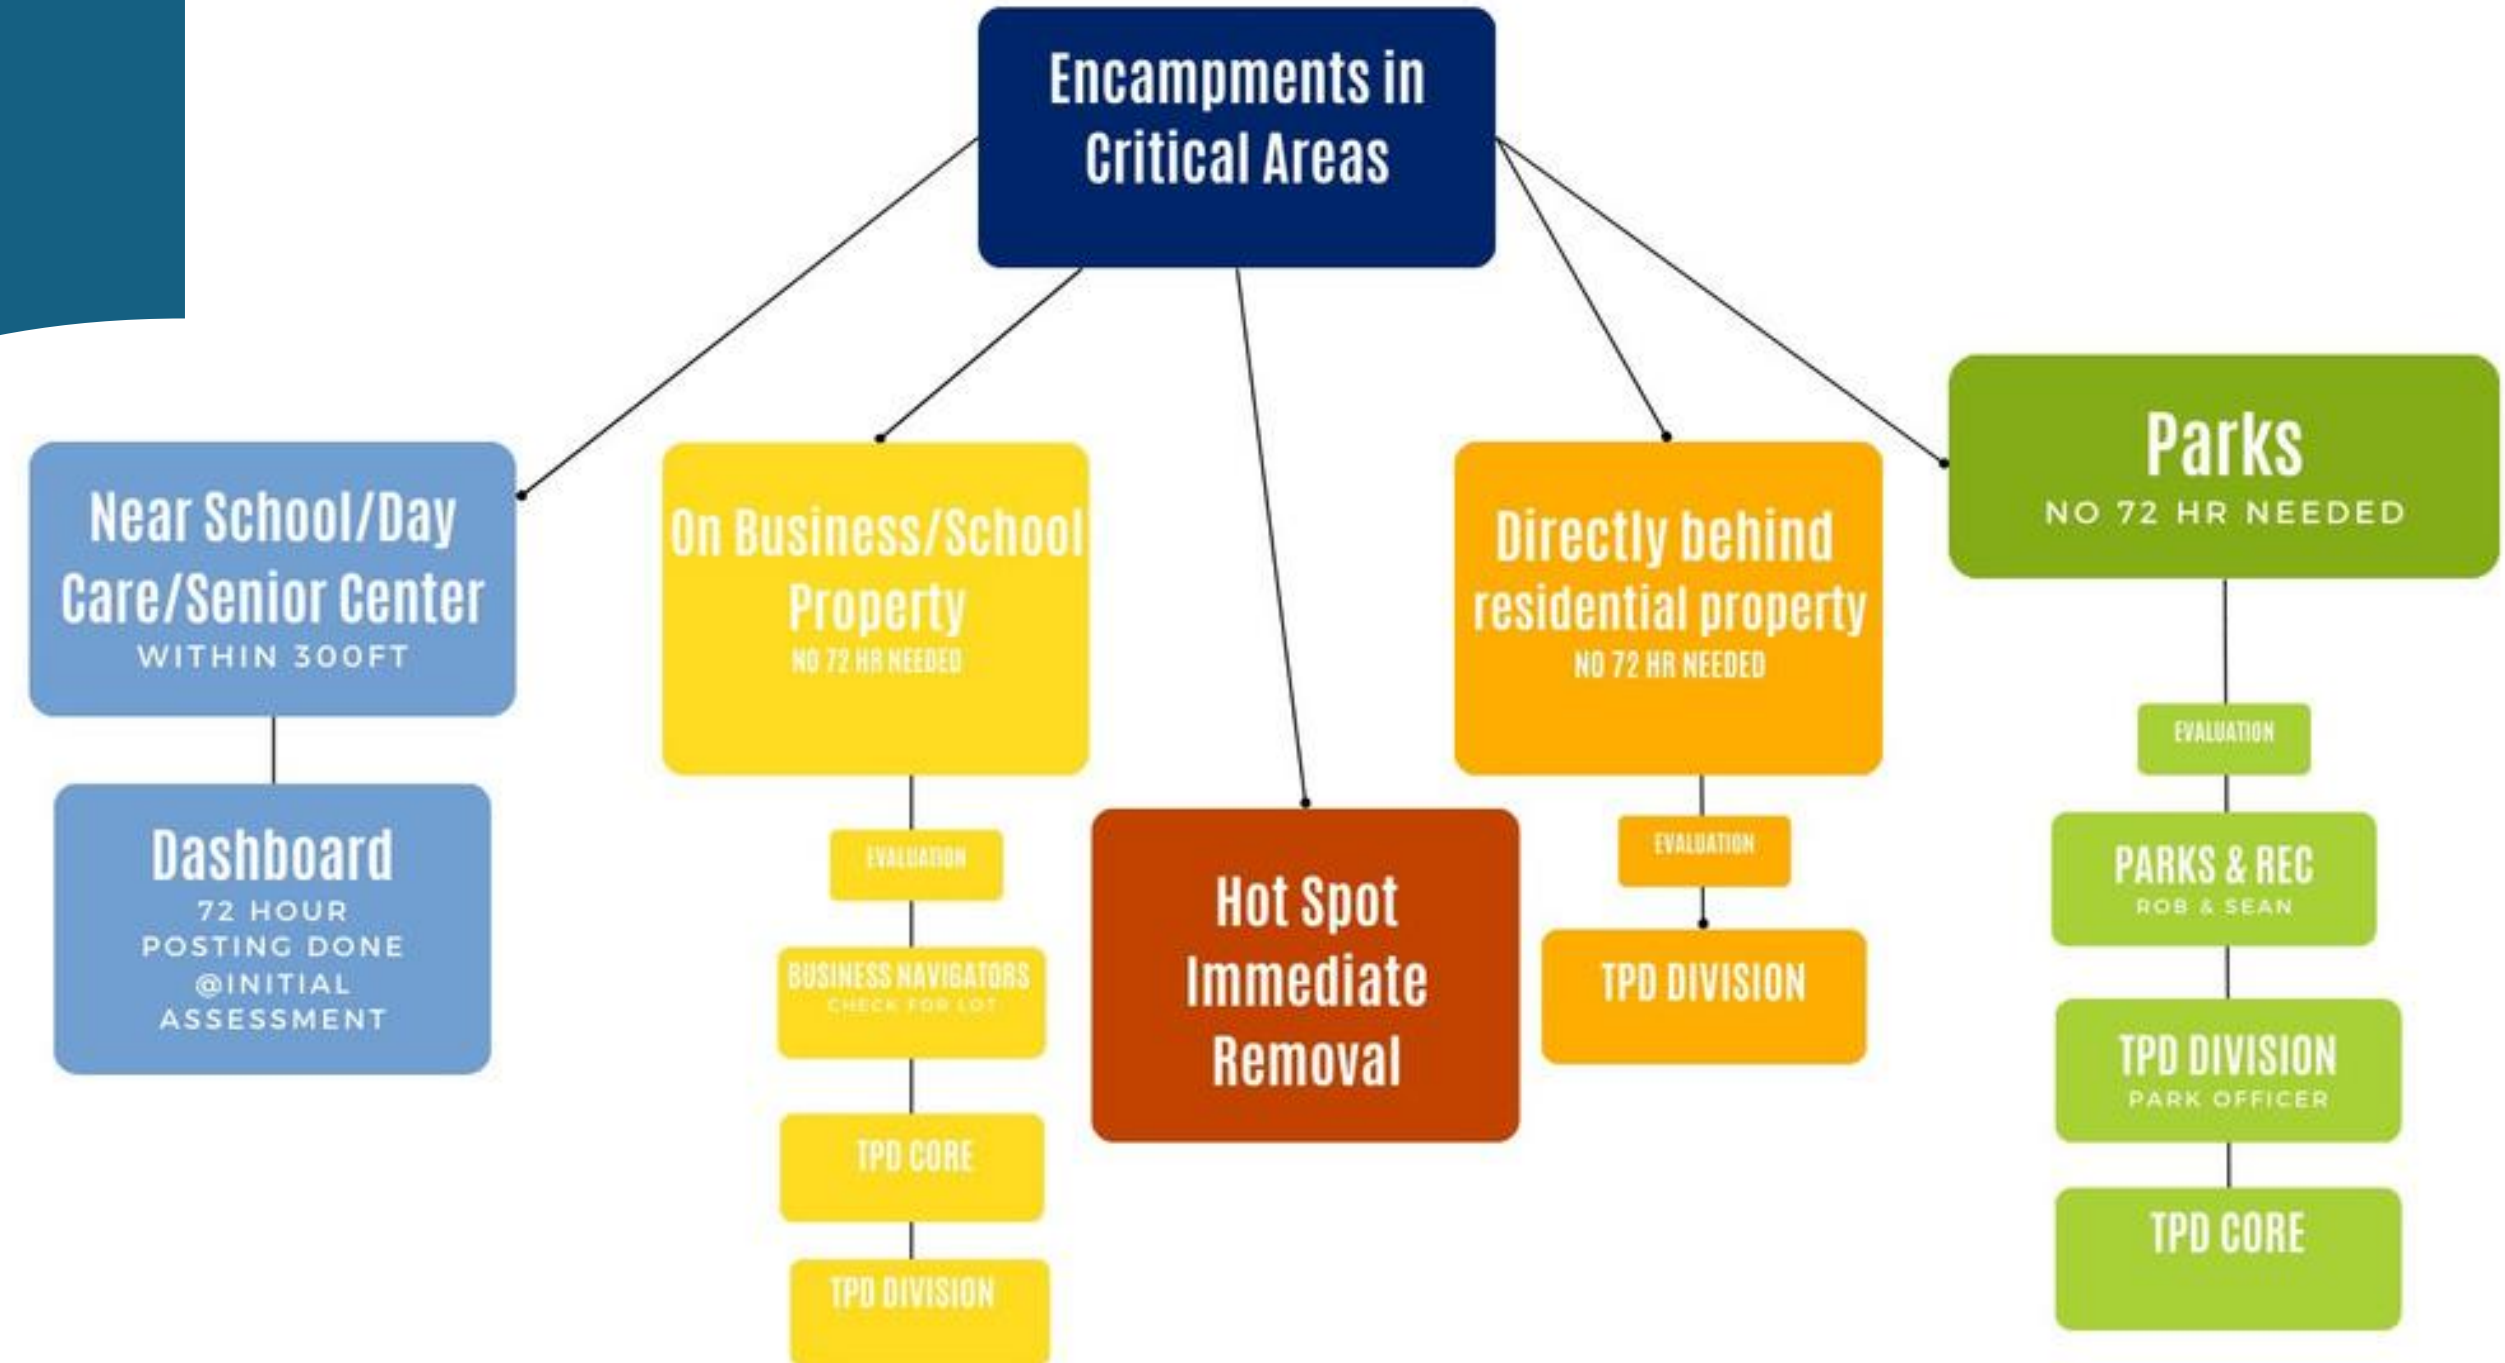 Encampments in
Critical Areas
Near School/Day
Care/Senior Center
WITHIN 300FT
Dashboard
72 HOUR
POSTING DONE
@INITIAL
ASSESSMENT
On Business/School
Property
NO 72 HR NEEDED
EVALUATION
BUSINESS NAVIGATORS
CHECK FOR LOT
TPD CORE
TPD DIVISION
Hot Spot
Immediate
Removal
Directly behind
residential property
NO 72 HR NEEDED
EVALUATION
TPD DIVISION
Parks
NO 72 HR NEEDED
EVALUATION
PARKS & REC
ROB & SEAN
TPD DIVISION
PARK OFFICER
TPD CORE